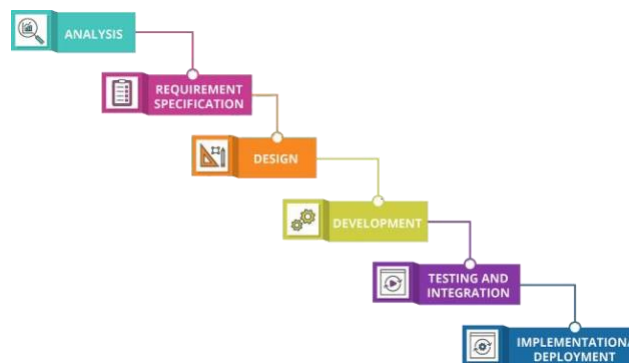 ANALYSIS
REQUIREMENT
SPECIFICATION
DESIGN
DEVELOPMENT
TESTING AND
INTEGRATION
IMPLEMENTATION/
DEPLOYMENT